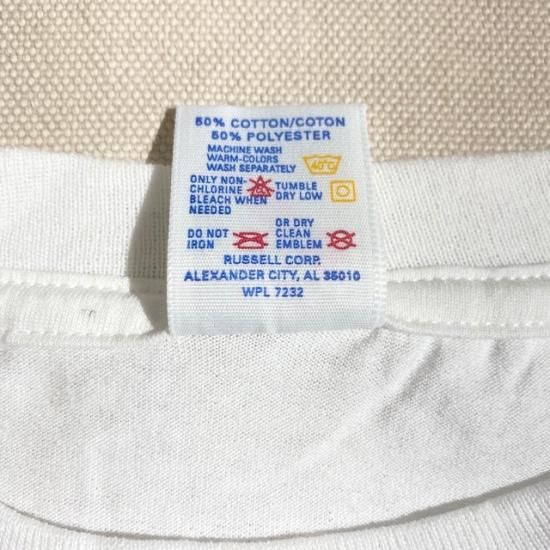 50% COTTON/COTON
50% POLYESTER
MACHINE WASH
WARM-COLORS
WASH SEPARATELY
40°C
ONLY NON-
CHLORINE
BLEACH WHEN
NEEDED
TUMBLE
DRY LOW
DO NOT
IRON
OR DRY
CLEAN
EMBLEM
RUSSELL CORP.
ALEXANDER CITY, AL 35010
WPL 7232